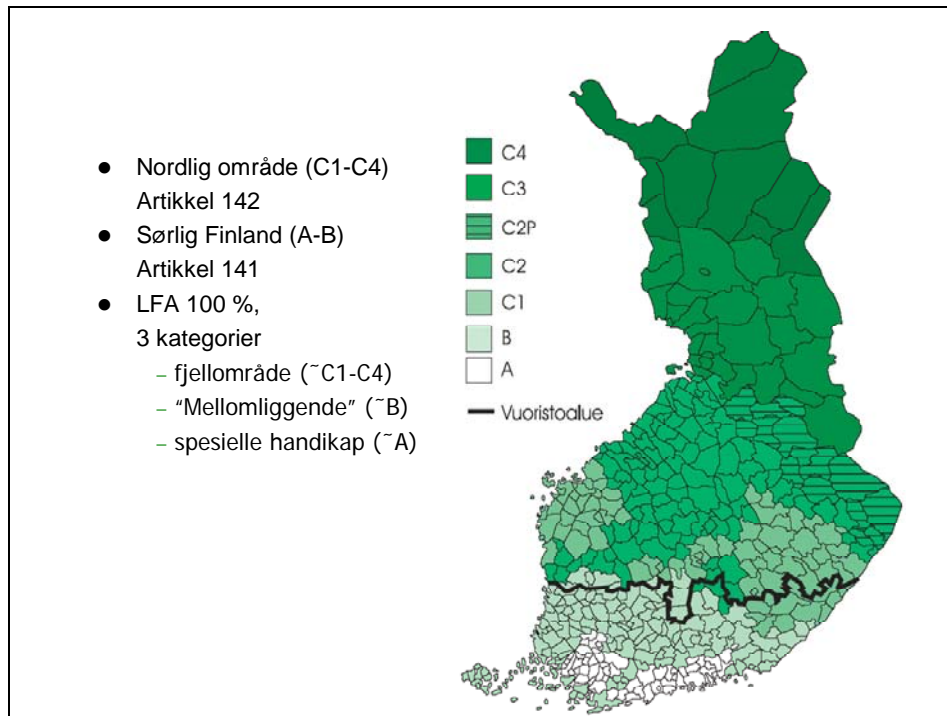 ● Nordlig område (C1-C4)
Artikkel 142
● Sørlig Finland (A-B)
Artikkel 141
● LFA 100 %,
3 kategorier
– fjellområde (~C1-C4)
– “Mellomliggende” (~B)
– spesielle handikap (~A)
C4
C3
C2P
C2
C1
B
A
Vuoristoalue